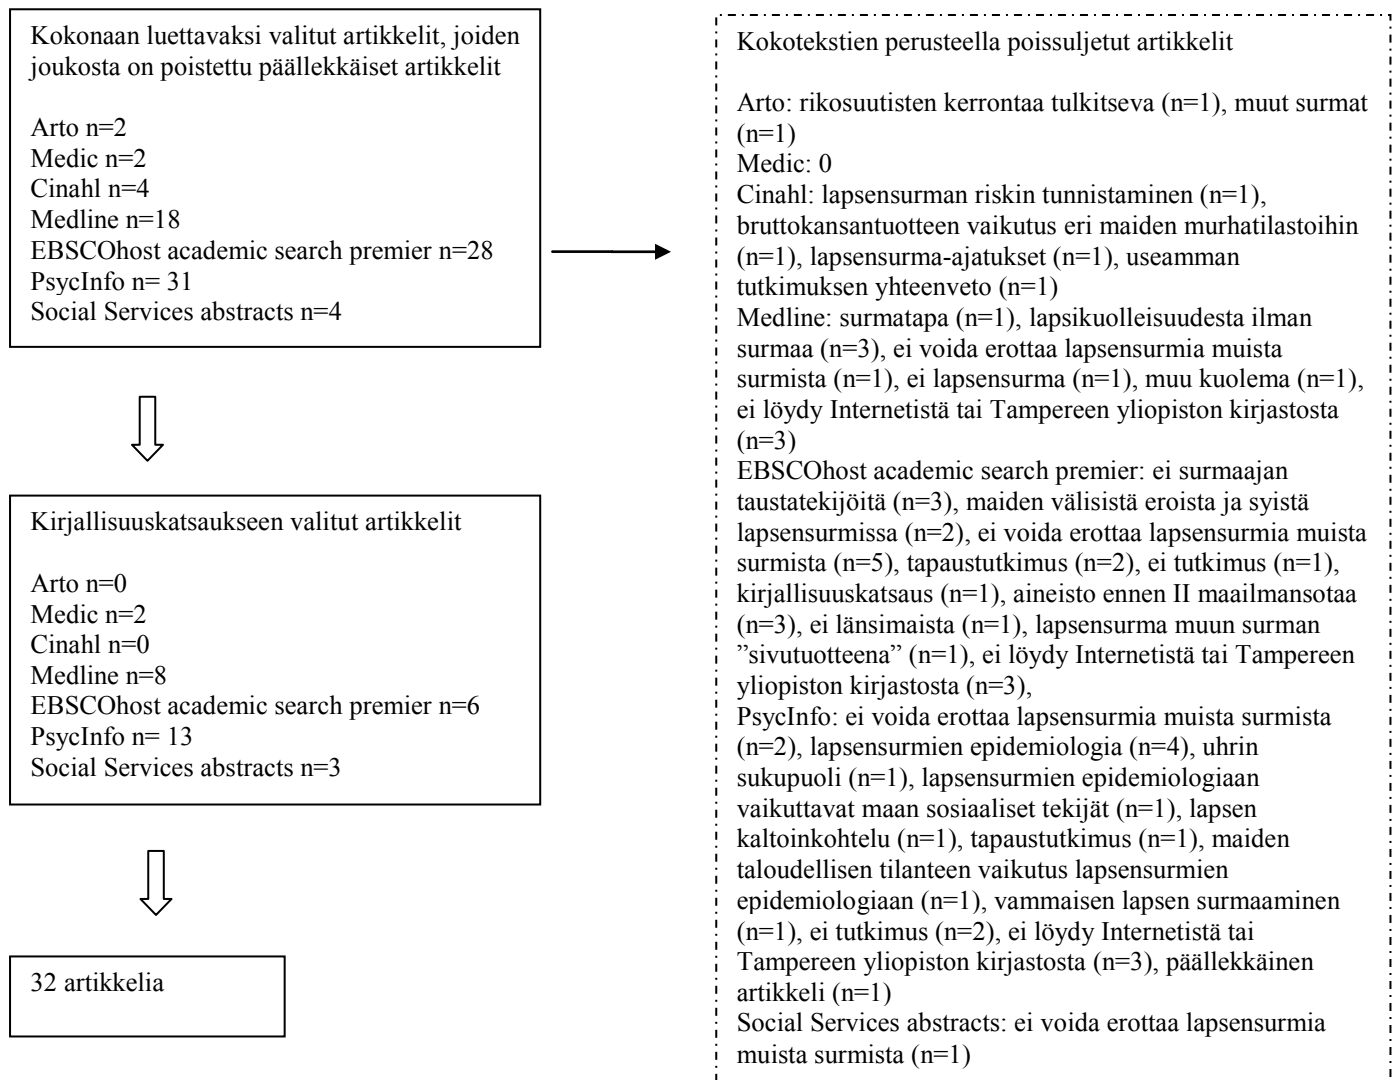 Kokonaan luettavaksi valitut artikkelit, joiden
joukosta on poistettu päällekkäiset artikkelit
Arto n=2
Medic n=2
Cinahl n=4
Medline n=18
EBSCOhost academic search premier n=28
PsycInfo n= 31
Social Services abstracts n=4
Kirjallisuuskatsaukseen valitut artikkelit
Arto n=0
Medic n=2
Cinahl n=0
Medline n=8
EBSCOhost academic search premier n=6
PsycInfo n= 13
Social Services abstracts n=3
32 artikkelia
Kokotekstien perusteella poissuljetut artikkelit
Arto: rikosuutisten kerrontaa tulkitseva (n=1), muut surmat
(n=1)
Medic: 0
Cinahl: lapsensurman riskin tunnistaminen (n=1),
bruttokansantuotteen vaikutus eri maiden murhatilastoihin
(n=1), lapsensurma-ajatukset (n=1), useamman
tutkimuksen yhteenveto (n=1)
Medline: surmatapa (n=1), lapsikuolleisuudesta ilman
surmaa (n=3), ei voida erottaa lapsensurmia muista
surmista (n=1), ei lapsensurma (n=1), muu kuolema (n=1),
ei löydy Internetistä tai Tampereen yliopiston kirjastosta
(n=3)
EBSCOhost academic search premier: ei surmaajan
taustatekijöitä (n=3), maiden välisistä eroista ja syistä
lapsensurmissa (n=2), ei voida erottaa lapsensurmia muista
surmista (n=5), tapaustutkimus (n=2), ei tutkimus (n=1),
kirjallisuuskatsaus (n=1), aineisto ennen II maailmansotaa
(n=3), ei länsimaista (n=1), lapsensurma muun surman
”sivutuotteena” (n=1), ei löydy Internetistä tai Tampereen
yliopiston kirjastosta (n=3),
PsycInfo: ei voida erottaa lapsensurmia muista surmista
(n=2), lapsensurmien epidemiologia (n=4), uhrin
sukupuoli (n=1), lapsensurmien epidemiologiaan
vaikuttavat maan sosiaaliset tekijät (n=1), lapsen
kaltoinkohtelu (n=1), tapaustutkimus (n=1), maiden
taloudellisen tilanteen vaikutus lapsensurmien
epidemiologiaan (n=1), vammaisen lapsen surmaaminen
(n=1), ei tutkimus (n=2), ei löydy Internetistä tai
Tampereen yliopiston kirjastosta (n=3), päällekkäinen
artikkeli (n=1)
Social Services abstracts: ei voida erottaa lapsensurmia
muista surmista (n=1)